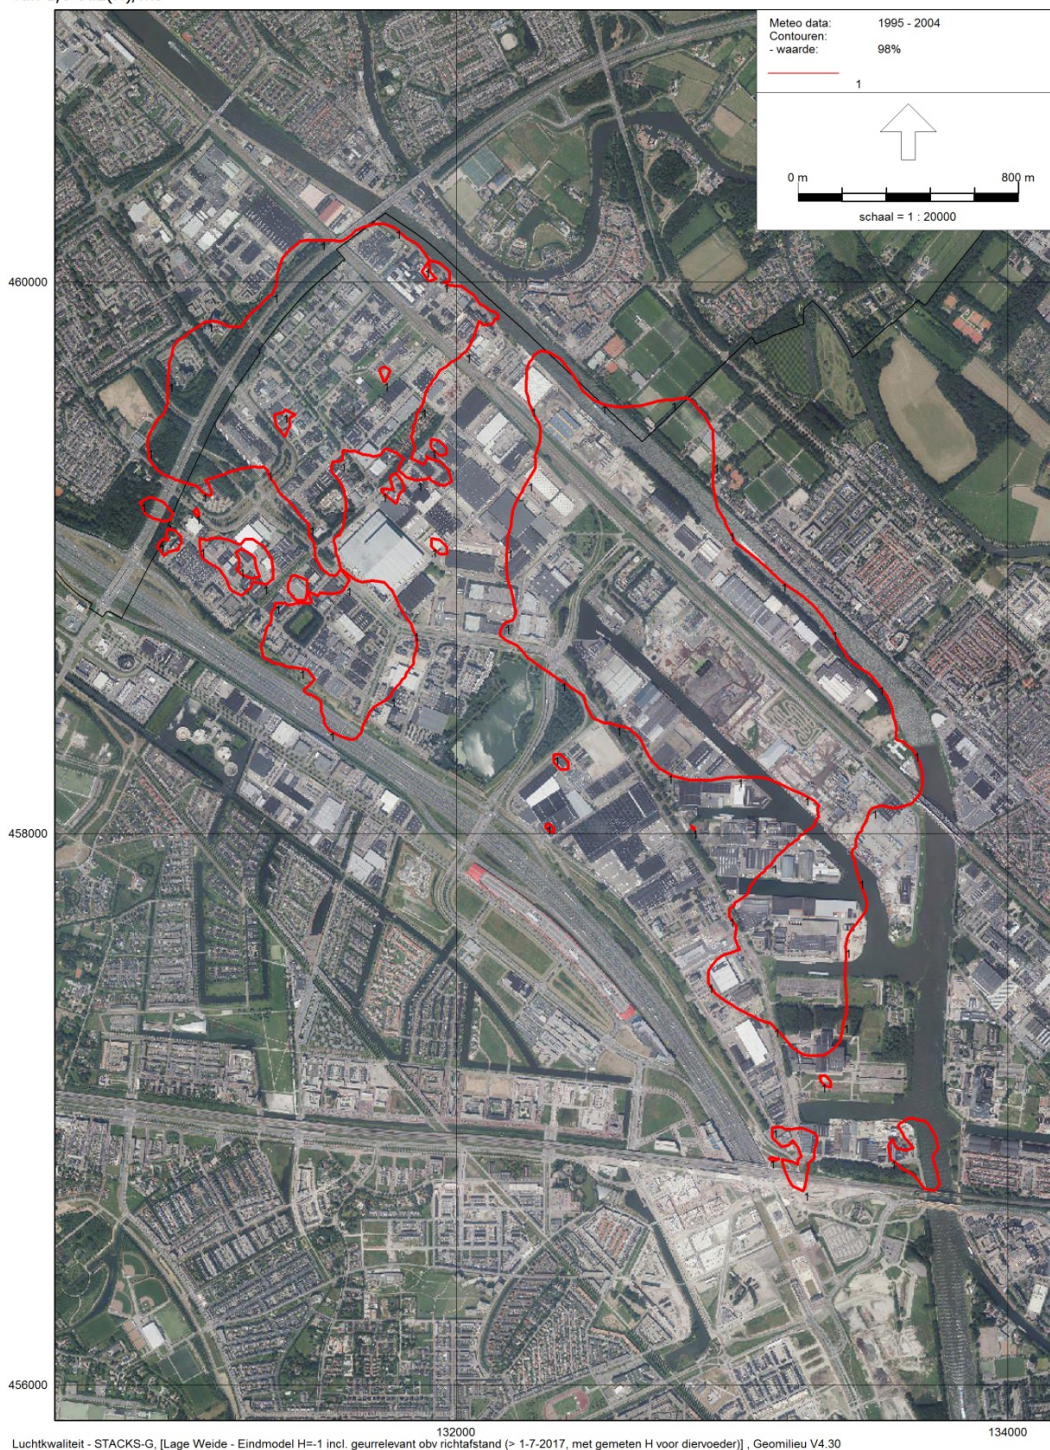 Meteo data: 1995 - 2004
Contouren:
- waarde: 98%
1
0 m 800 m
schaal = 1 : 20000
460000
458000
456000
132000 134000
Luchtkwaliteit - STACKS-G, [Lage Weide - Eindmodel H=-1 incl. geurrelevant obv richtafstand (> 1-7-2017, met gemeten H voor diervoeder)] , Geomilieu V4.30